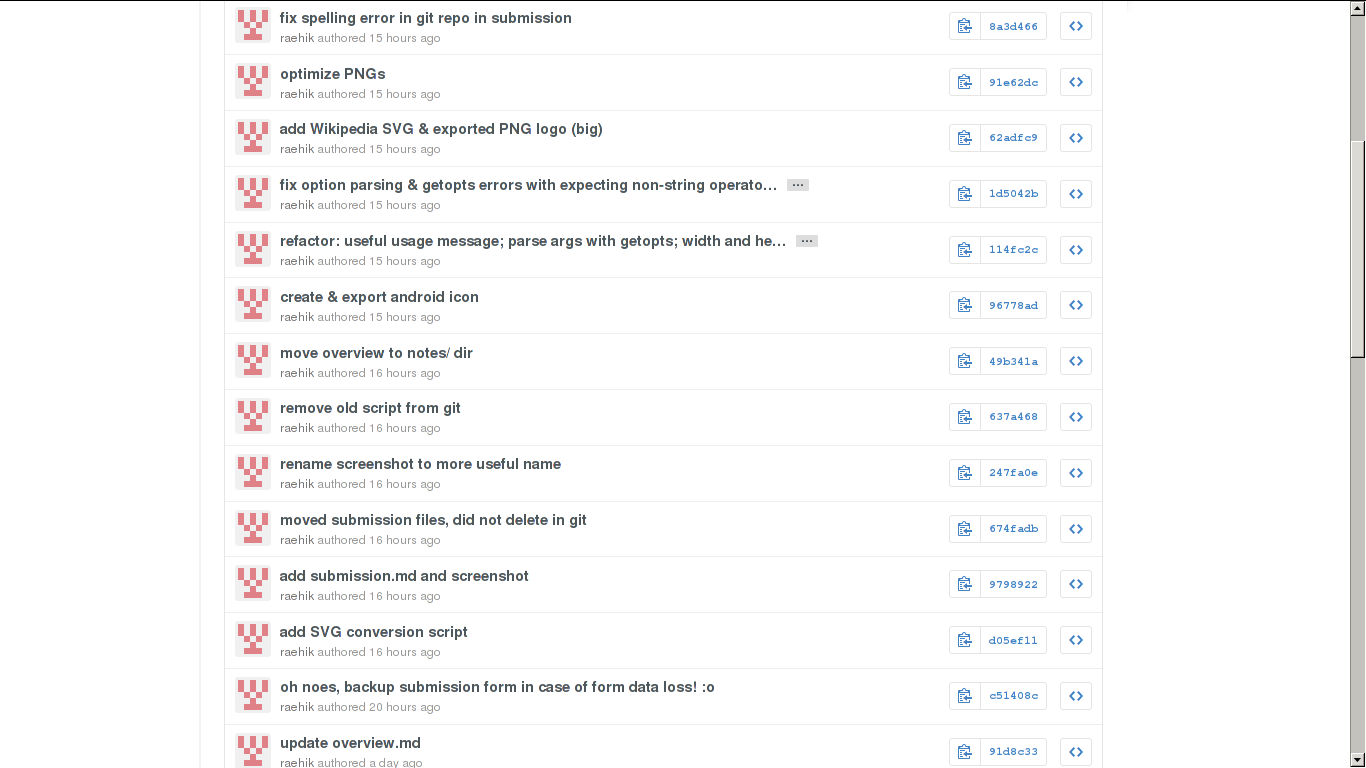 fix spelling error in git repo in submission
8a3d466
raehik authored 15 hours ago
optimize PNGs
91e62dc
raehik authored 15 hours ago
add Wikipedia SVG & exported PNG logo (big)
62adfc9
raehik authored 15 hours ago
fix option parsing & getopts errors with expecting non-string operato… …
1d5042b
raehik authored 15 hours ago
refactor: useful usage message; parse args with getopts; width and he… …
114fc2c
raehik authored 15 hours ago
create & export android icon
96778ad
raehik authored 15 hours ago
move overview to notes/ dir
49b341a
raehik authored 16 hours ago
remove old script from git
637a468
raehik authored 16 hours ago
rename screenshot to more useful name
247fa0e
raehik authored 16 hours ago
moved submission files, did not delete in git
674fadb
raehik authored 16 hours ago
add submission.md and screenshot
9798922
raehik authored 16 hours ago
add SVG conversion script
d05ef11
raehik authored 16 hours ago
oh noes, backup submission form in case of form data loss! :o
c51408c
raehik authored 20 hours ago
update overview.md
91d8c33
raehik authored a day ago